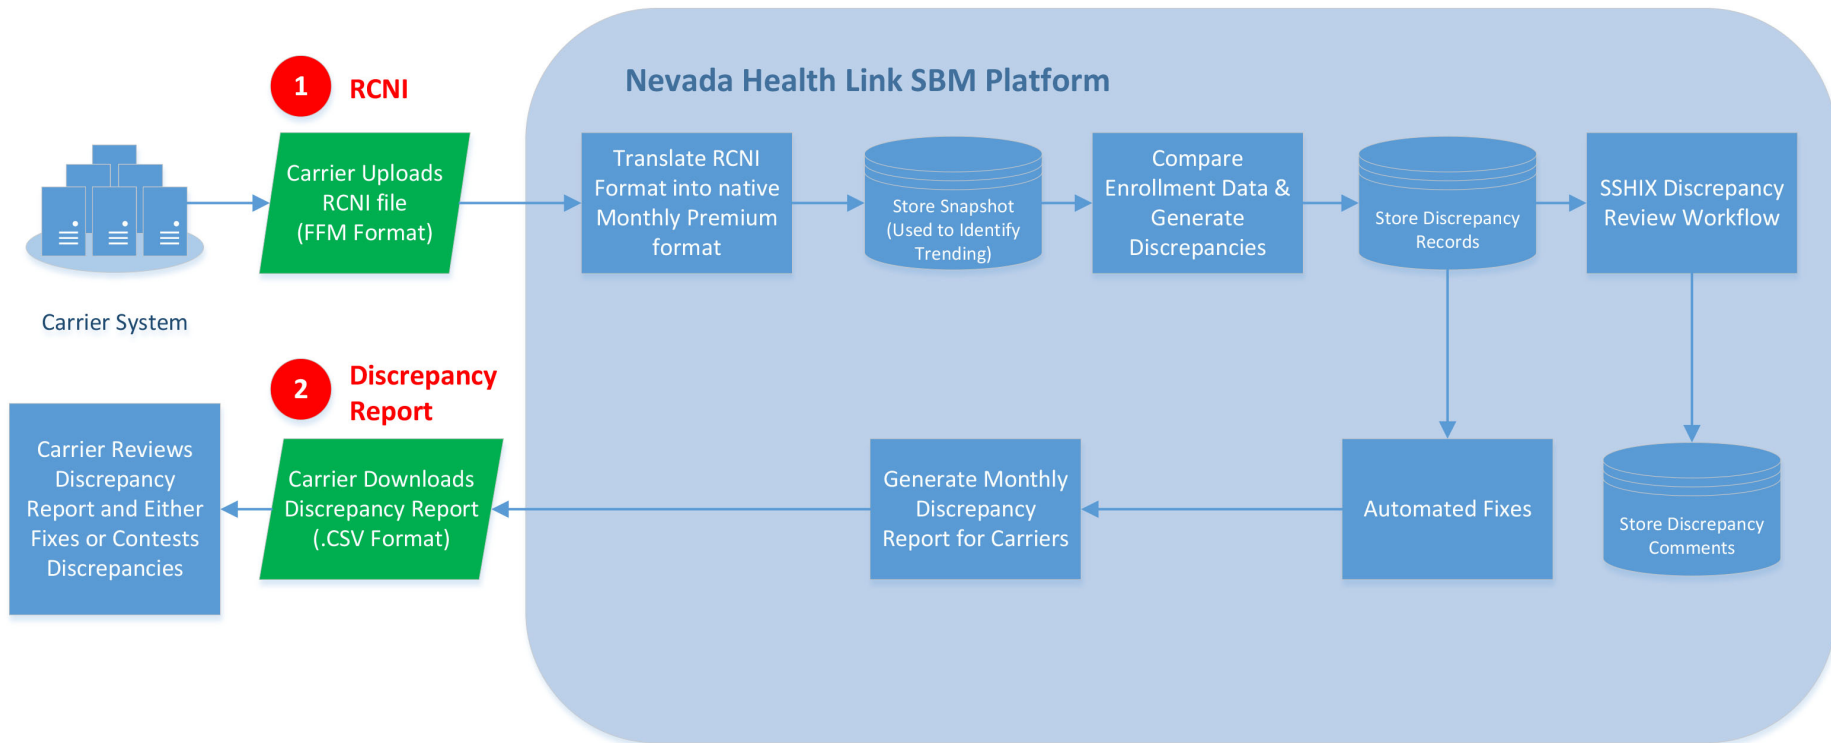 Nevada Health Link SBM Platform
1
RCNI
Carrier System
Carrier Uploads
RCNI file
(FFM Format)
Translate RCNI
Format into native
Monthly Premium
format
Store Snapshot
(Used to Identify
Trending)
Compare
Enrollment Data &
Generate
Discrepancies
Store Discrepancy
Records
SSHIX Discrepancy
Review Workflow
2
Discrepancy
Report
Carrier Reviews
Discrepancy
Report and Either
Fixes or Contests
Discrepancies
Carrier Downloads
Discrepancy Report
(.CSV Format)
Generate Monthly
Discrepancy
Report for Carriers
Automated Fixes
Store Discrepancy
Comments